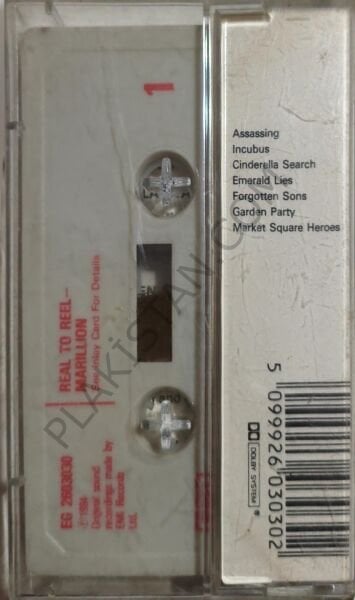 1
REAL TO REEL—
MARILLION
See Inlay Card For Details
EG 2603030
℗1984
Original sound
recordings made by
EMI Records
Ltd.
Assassing
Incubus
Cinderella Search
Emerald Lies
Forgotten Sons
Garden Party
Market Square Heroes
DOLBY SYSTEM®
5 099926 030302
PLAKISTAN.COM